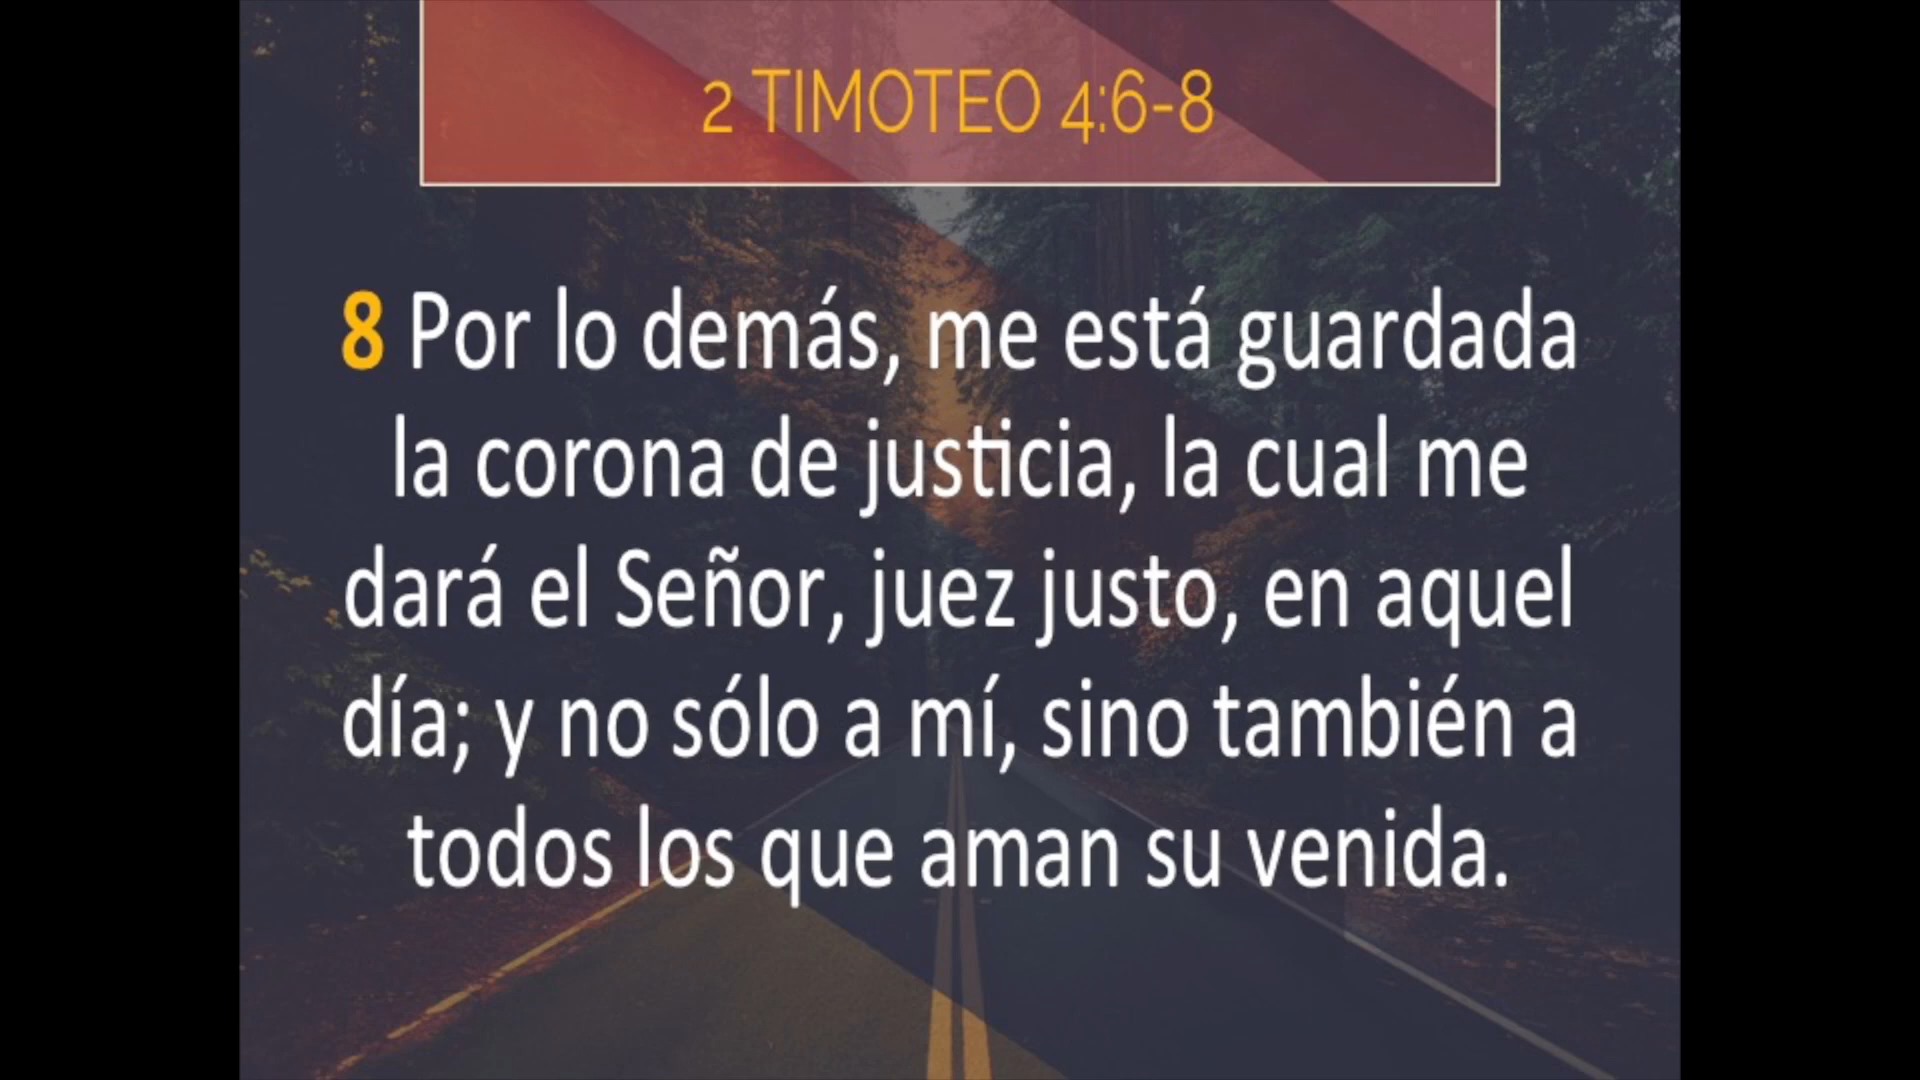 2 TIMOTEO 4:6-8
8 Por lo demás, me está guardada
la corona de justicia, la cual me
dará el Señor, juez justo, en aquel
día; y no sólo a mí, sino también a
todos los que aman su venida.